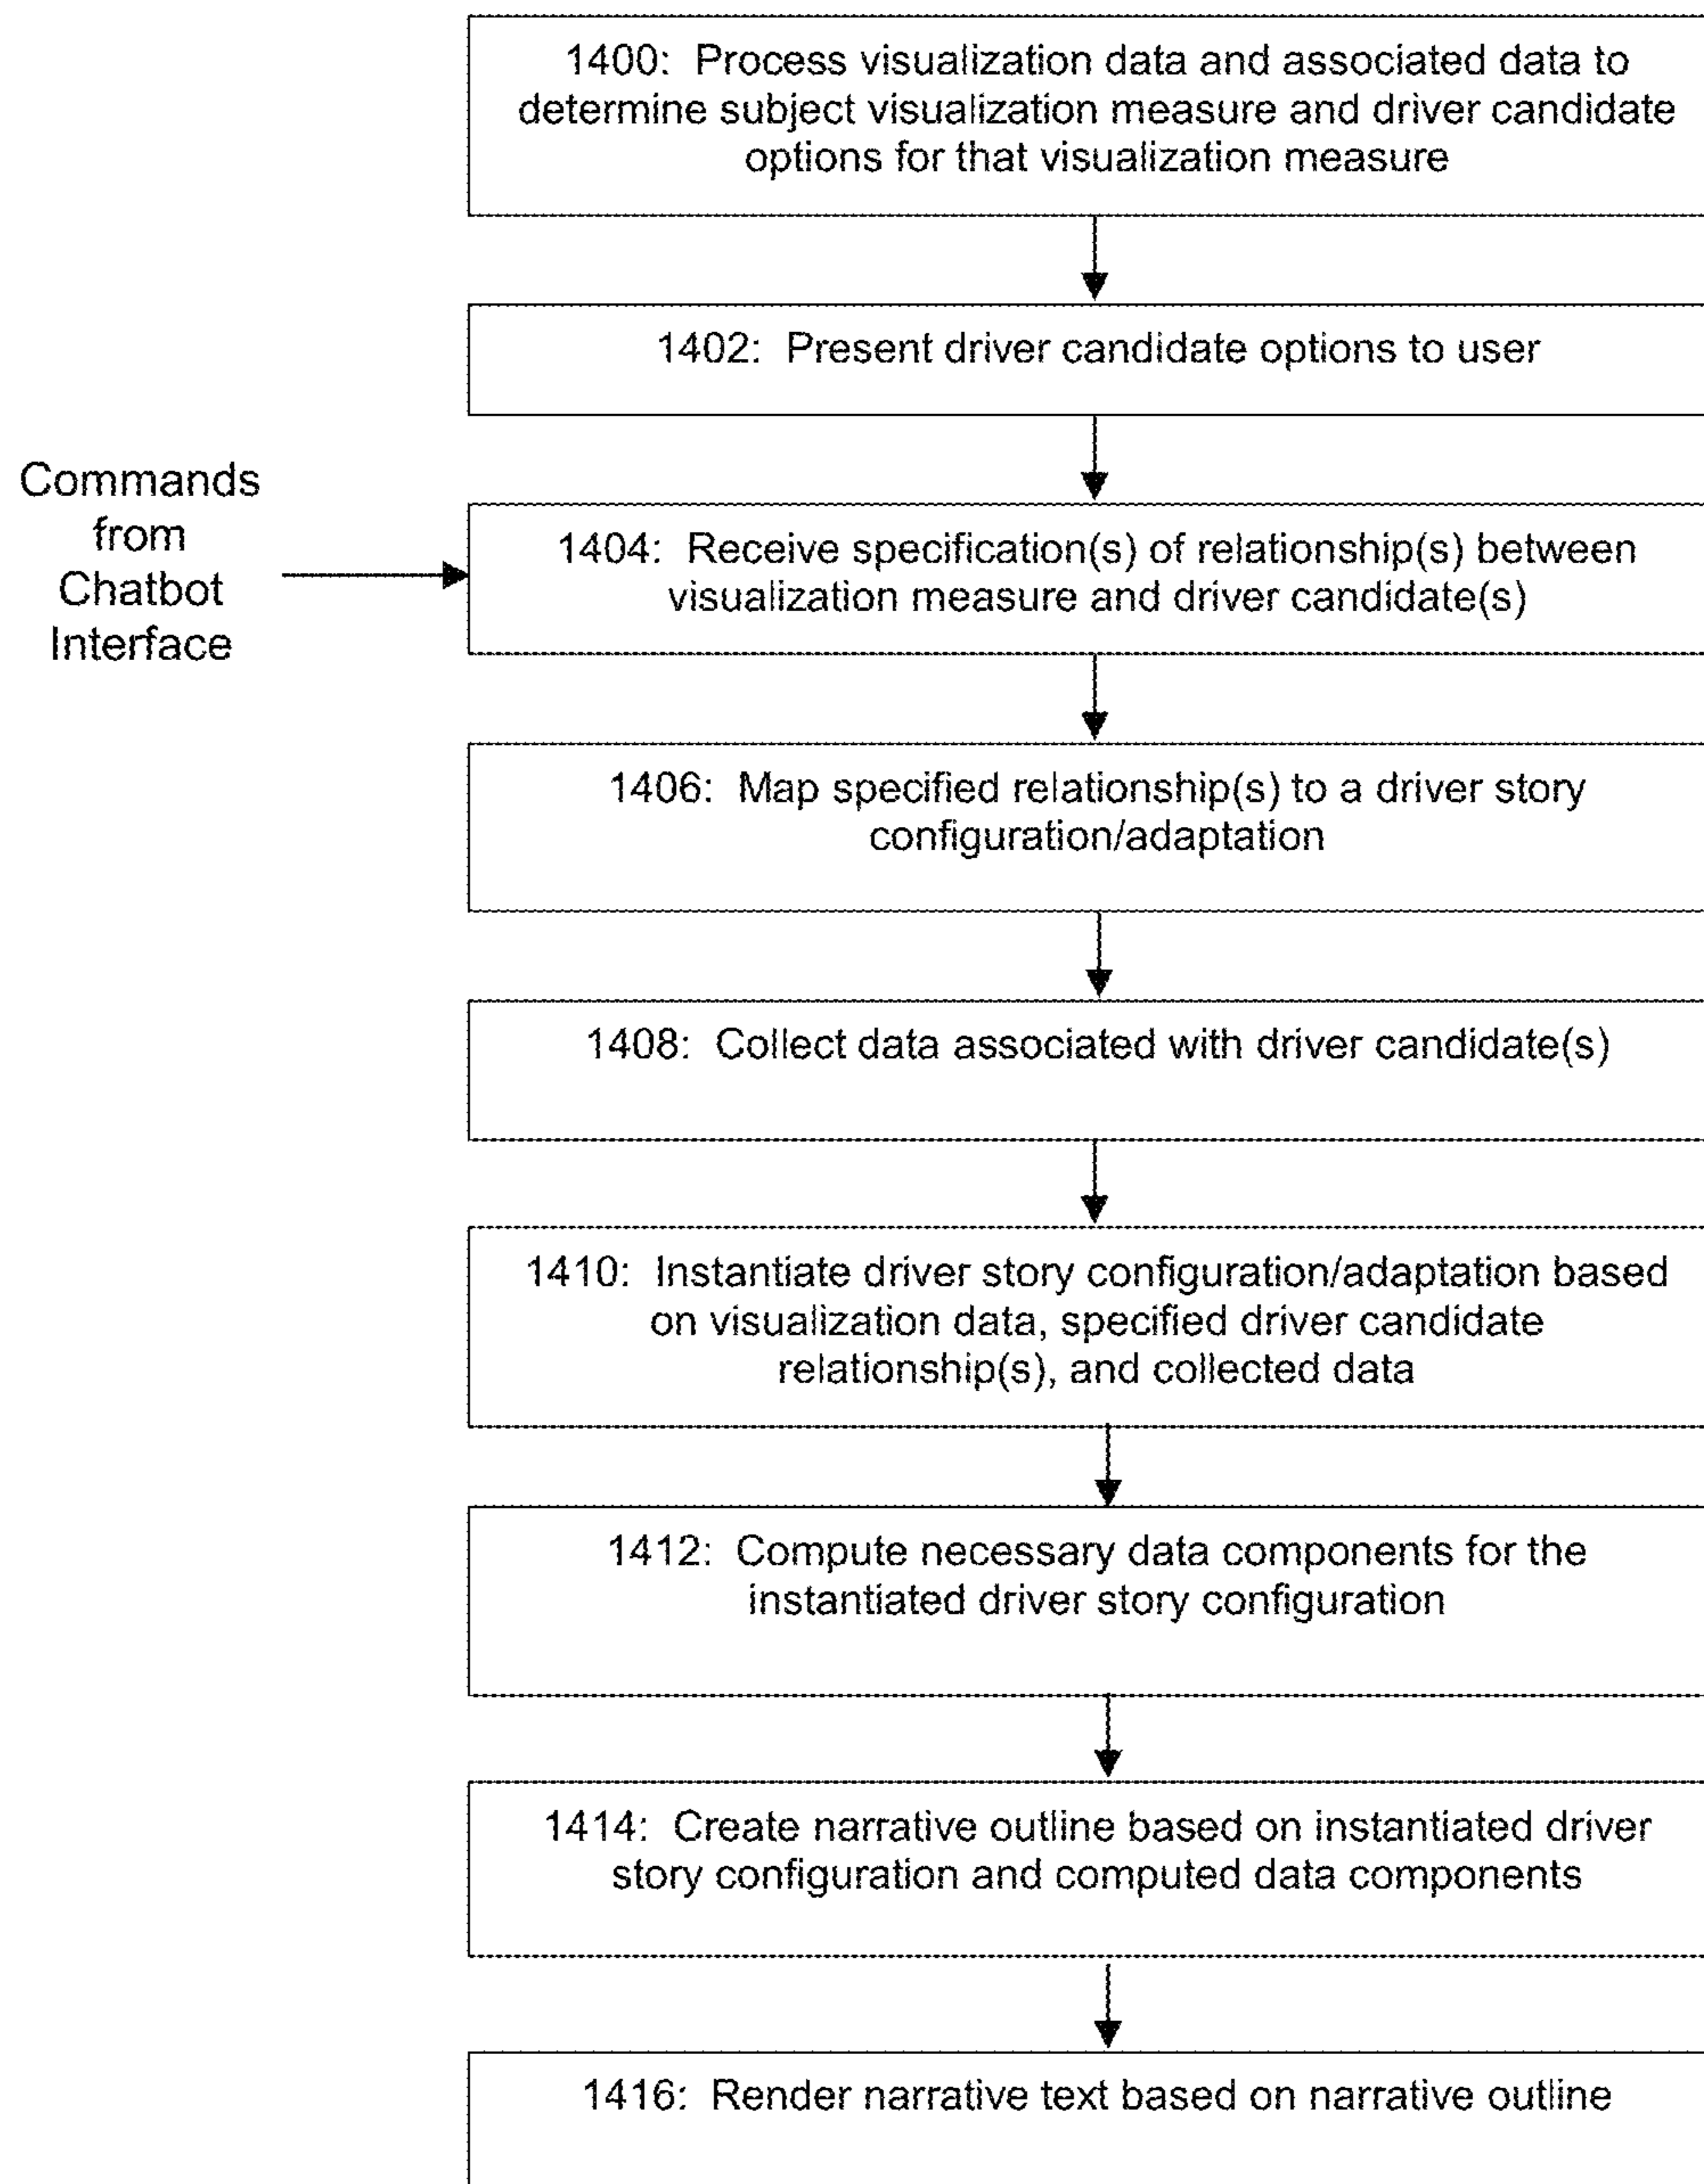 1400: Process visualization data and associated data to
determine subject visualization measure and driver candidate
options for that visualization measure
1402: Present driver candidate options to user
Commands
from
Chatbot
Interface
1404: Receive specification(s) of relationship(s) between
visualization measure and driver candidate(s)
1406: Map specified relationship(s) to a driver story
configuration/adaptation
1408: Collect data associated with driver candidate(s)
1410: Instantiate driver story configuration/adaptation based
on visualization data, specified driver candidate
relationship(s), and collected data
1412: Compute necessary data components for the
instantiated driver story configuration
1414: Create narrative outline based on instantiated driver
story configuration and computed data components
1416: Render narrative text based on narrative outline